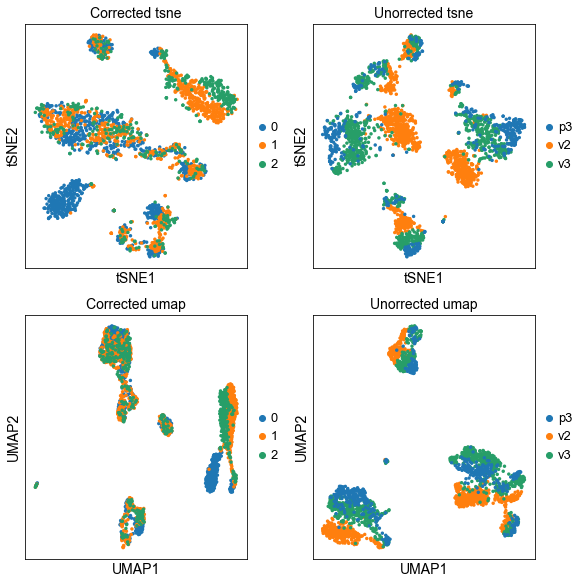 Corrected tsne
Unorrected tsne
tSNE2
0
1
2
tSNE2
p3
v2
v3
tSNE1
tSNE1
Corrected umap
Unorrected umap
UMAP2
0
1
2
UMAP2
p3
v2
v3
UMAP1
UMAP1